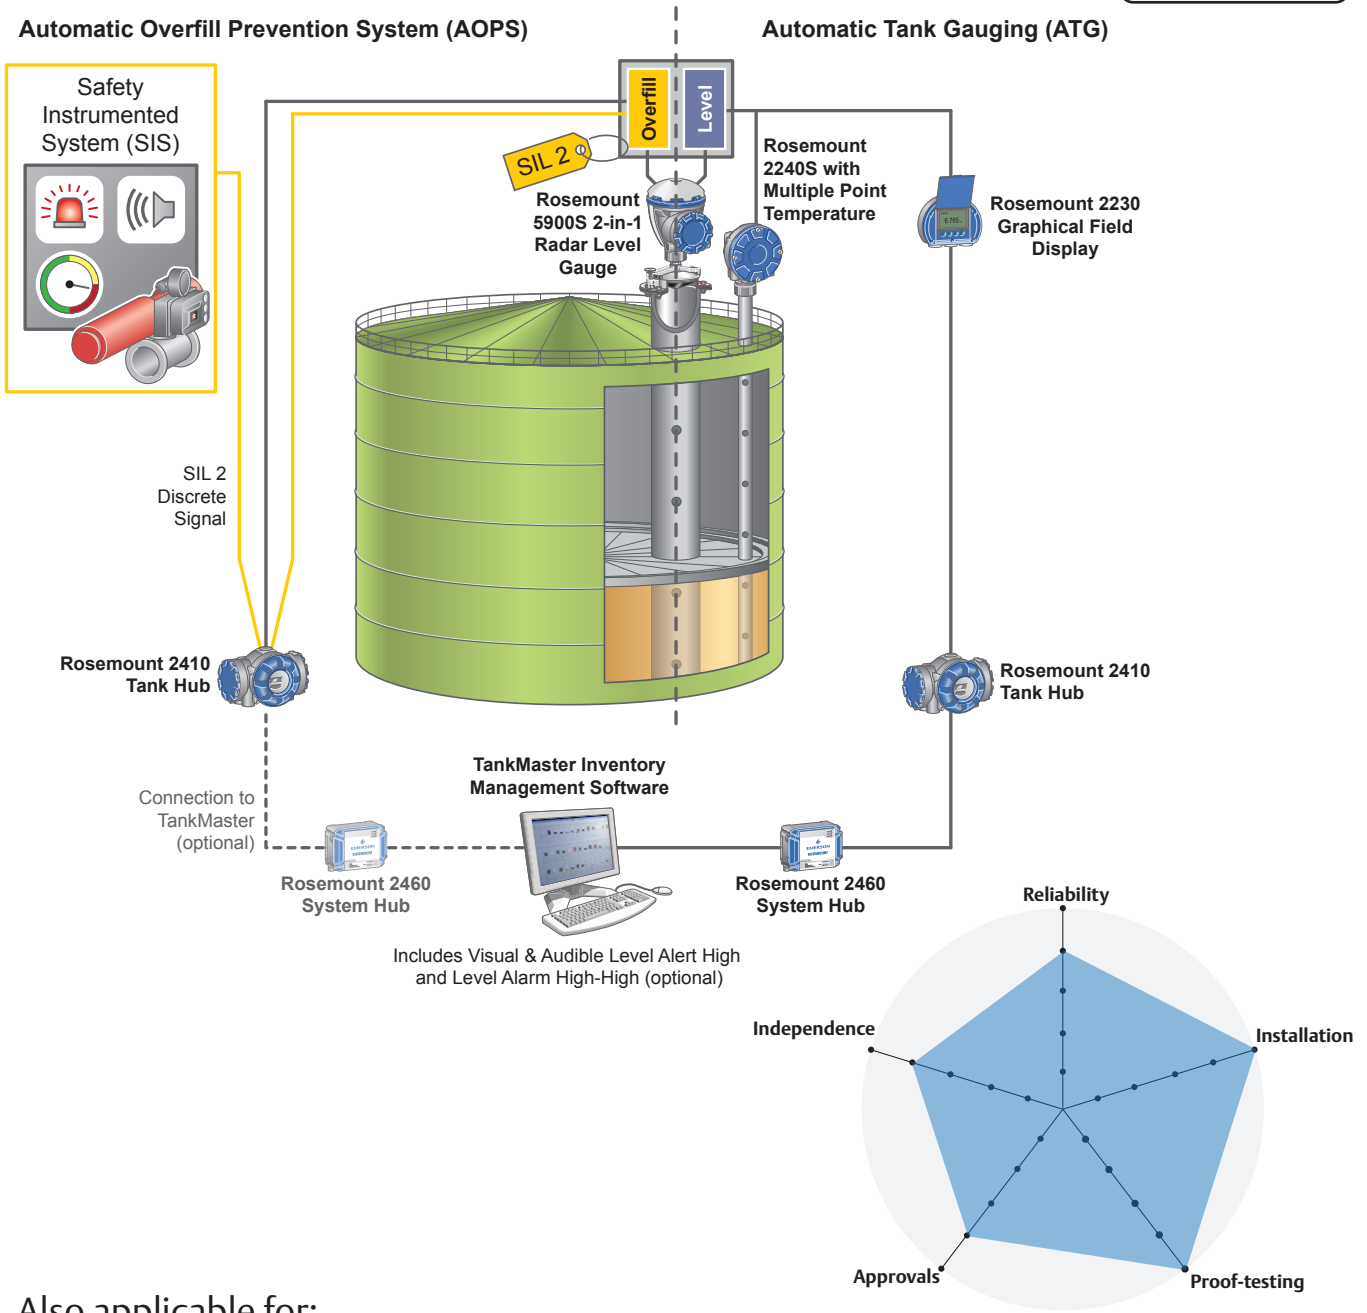 Automatic Overfill Prevention System (AOPS)
Automatic Tank Gauging (ATG)
Safety
Instrumented
System (SIS)
Overfill
Level
SIL 2
Rosemount
5900S 2-in-1
Radar Level
Gauge
Rosemount
2240S with
Multiple Point
Temperature
Rosemount 2230
Graphical Field
Display
SIL 2
Discrete
Signal
Rosemount 2410
Tank Hub
Rosemount 2410
Tank Hub
Connection to
TankMaster
(optional)
TankMaster Inventory
Management Software
EMERSON
Rosemount 2460
System Hub
EMERSON
Rosemount 2460
System Hub
Includes Visual & Audible Level Alert High
and Level Alarm High-High (optional)
Reliability
Independence
Installation
Approvals
Proof-testing
Also applicable for: